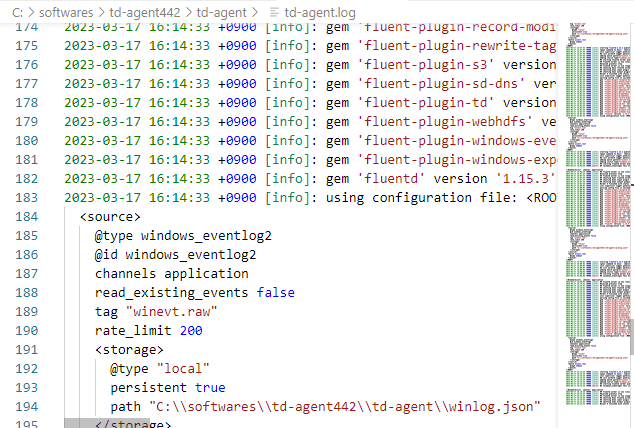 C: > softwares > td-agent442 > td-agent > td-agent.log
174 2023-03-17 16:14:33 +0900 [info]: gem 'fluent-plugin-record-modi
175 2023-03-17 16:14:33 +0900 [info]: gem 'fluent-plugin-rewrite-tag
176 2023-03-17 16:14:33 +0900 [info]: gem 'fluent-plugin-s3' version
177 2023-03-17 16:14:33 +0900 [info]: gem 'fluent-plugin-sd-dns' ver
178 2023-03-17 16:14:33 +0900 [info]: gem 'fluent-plugin-td' version
179 2023-03-17 16:14:33 +0900 [info]: gem 'fluent-plugin-webhdfs' ve
180 2023-03-17 16:14:33 +0900 [info]: gem 'fluent-plugin-windows-eve
181 2023-03-17 16:14:33 +0900 [info]: gem 'fluent-plugin-windows-exp
182 2023-03-17 16:14:33 +0900 [info]: gem 'fluentd' version '1.15.3'
183 2023-03-17 16:14:33 +0900 [info]: using configuration file: <ROO
184 <source>
185 @type windows_eventlog2
186 @id windows_eventlog2
187 channels application
188 read_existing_events false
189 tag "winevt.raw"
190 rate_limit 200
191 <storage>
192 @type "local"
193 persistent true
194 path "C:\\softwares\\td-agent442\\td-agent\\winlog.json"
195 </storage>